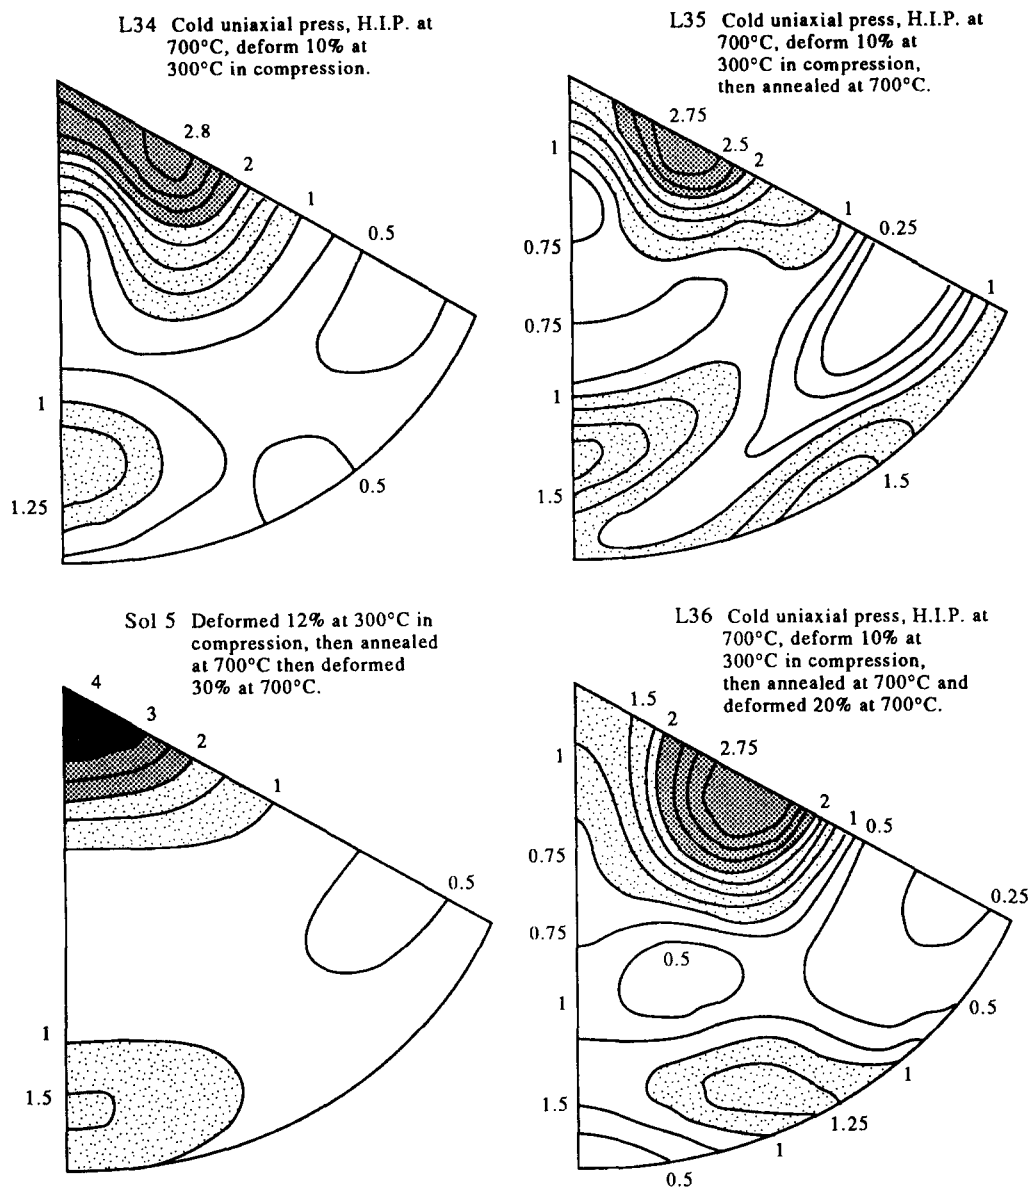 L34 Cold uniaxial press, H.I.P. at
700°C, deform 10% at
300°C in compression.
2.8
2
1
0.5
1
1.25
0.5
L35 Cold uniaxial press, H.I.P. at
700°C, deform 10% at
300°C in compression,
then annealed at 700°C.
2.75
2.5
2
1
1
0.25
0.75
1
0.75
1
1.5
1.5
Sol 5 Deformed 12% at 300°C in
compression, then annealed
at 700°C then deformed
30% at 700°C.
4
3
2
1
0.5
1
1.5
L36 Cold uniaxial press, H.I.P. at
700°C, deform 10% at
300°C in compression,
then annealed at 700°C and
deformed 20% at 700°C.
1.5
2
1
2.75
2
1
0.5
0.75
0.25
0.75
0.5
1
0.5
1
1.5
1.25
1
0.5